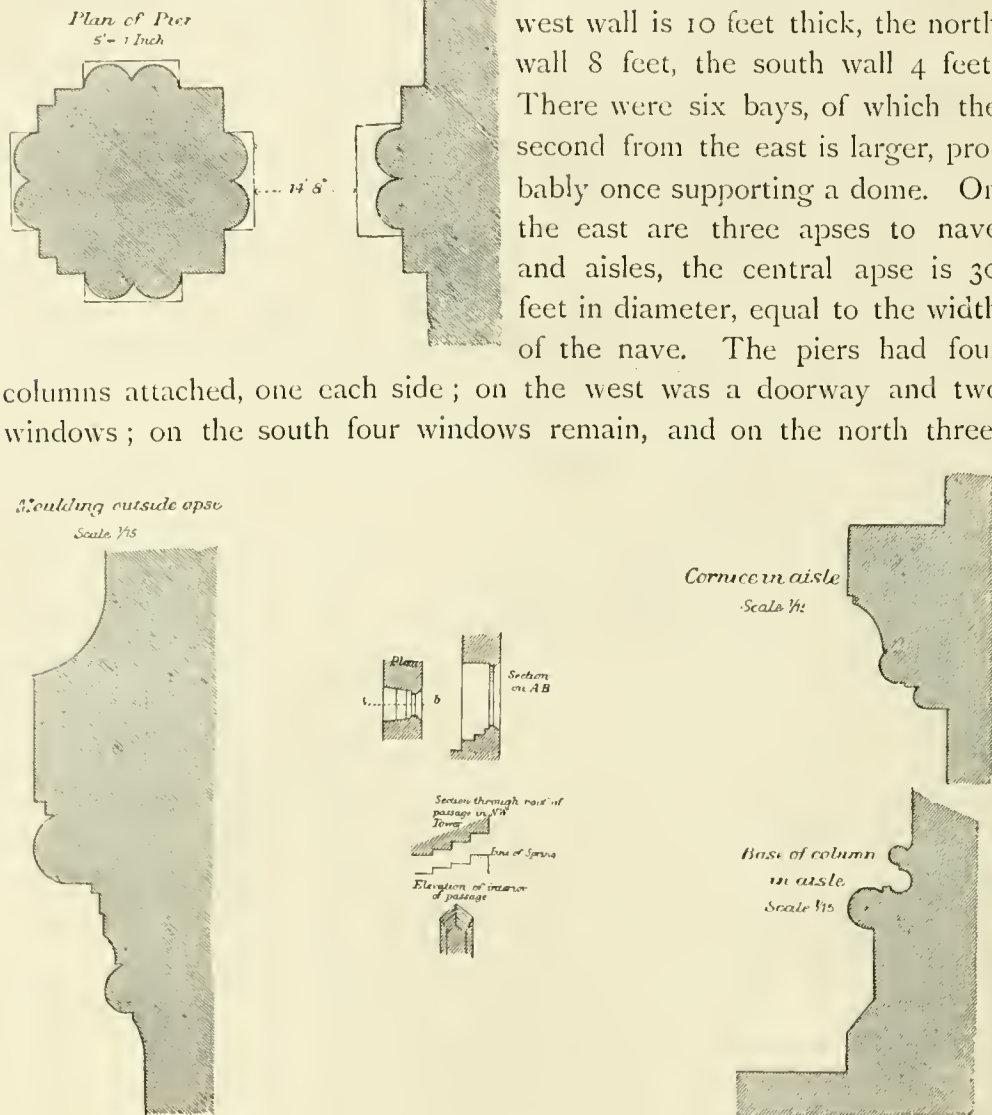 Plan of Pier
5' = 1 Inch
14' 8"
west wall is 10 feet thick, the north
wall 8 feet, the south wall 4 feet
There were six bays, of which the
second from the east is larger, pro-
bably once supporting a dome. On
the east are three apses to nave
and aisles, the central apse is 30
feet in diameter, equal to the width
of the nave. The piers had four
columns attached, one each side ; on the west was a doorway and two
windows ; on the south four windows remain, and on the north three
Moulding outside apse
Scale 1/15
Cornice in aisle
Scale
Plan
b
Section
on A B
Section through roof of
passage in NW
Tower
Line of Spring
Elevation of interior
of passage
Base of column
in aisle
Scale 1/15